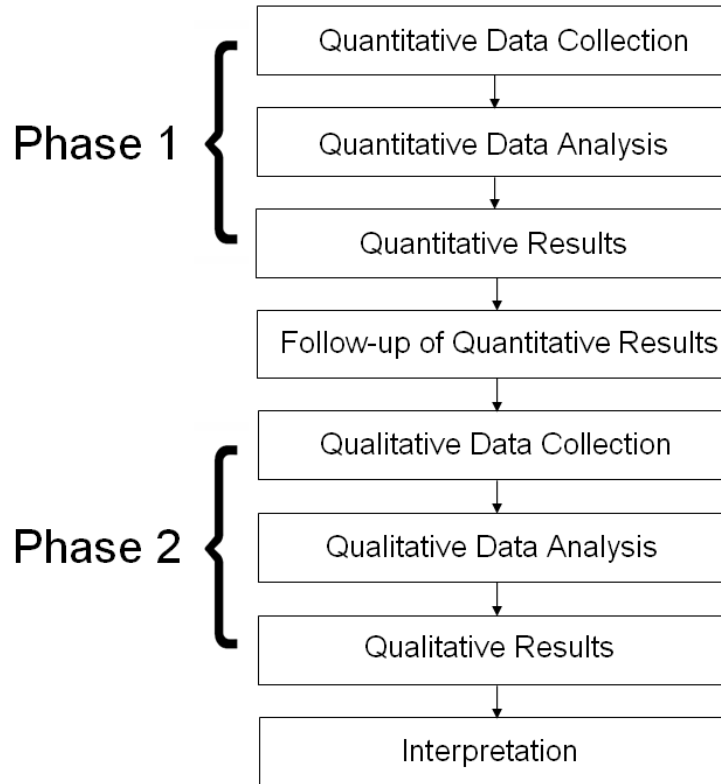 Quantitative Data Collection
Phase 1
Quantitative Data Analysis
Quantitative Results
Follow-up of Quantitative Results
Qualitative Data Collection
Phase 2
Qualitative Data Analysis
Qualitative Results
Interpretation